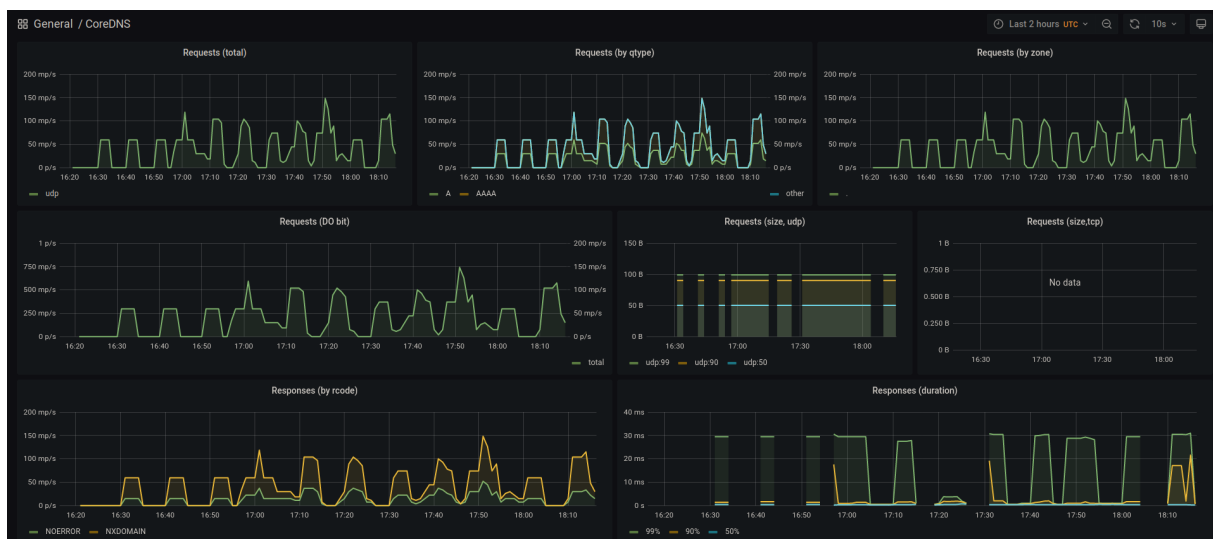 General / CoreDNS
Last 2 hours UTC
10s
Requests (total)
200 mp/s
150 mp/s
100 mp/s
50 mp/s
0 p/s
16:20 16:30 16:40 16:50 17:00 17:10 17:20 17:30 17:40 17:50 18:00 18:10
udp
Requests (by qtype)
200 mp/s 200 mp/s
150 mp/s 150 mp/s
100 mp/s 100 mp/s
50 mp/s 50 mp/s
0 p/s 0 p/s
16:20 16:30 16:40 16:50 17:00 17:10 17:20 17:30 17:40 17:50 18:00 18:10
A AAAA other
Requests (by zone)
200 mp/s
150 mp/s
100 mp/s
50 mp/s
0 p/s
16:20 16:30 16:40 16:50 17:00 17:10 17:20 17:30 17:40 17:50 18:00 18:10
.
Requests (DO bit)
1 p/s 200 mp/s
750 mp/s 150 mp/s
500 mp/s 100 mp/s
250 mp/s 50 mp/s
0 p/s 0 p/s
16:20 16:30 16:40 16:50 17:00 17:10 17:20 17:30 17:40 17:50 18:00 18:10
total
Requests (size, udp)
150 B
100 B
50 B
0 B
16:30 17:00 17:30 18:00
udp:99 udp:90 udp:50
Requests (size,tcp)
1 B
0.750 B
No data
0.500 B
0.250 B
0 B
16:30 17:00 17:30 18:00
Responses (by rcode)
200 mp/s
150 mp/s
100 mp/s
50 mp/s
0 p/s
16:20 16:30 16:40 16:50 17:00 17:10 17:20 17:30 17:40 17:50 18:00 18:10
NOERROR NXDOMAIN
Responses (duration)
40 ms
30 ms
20 ms
10 ms
0 s
16:20 16:30 16:40 16:50 17:00 17:10 17:20 17:30 17:40 17:50 18:00 18:10
99% 90% 50%